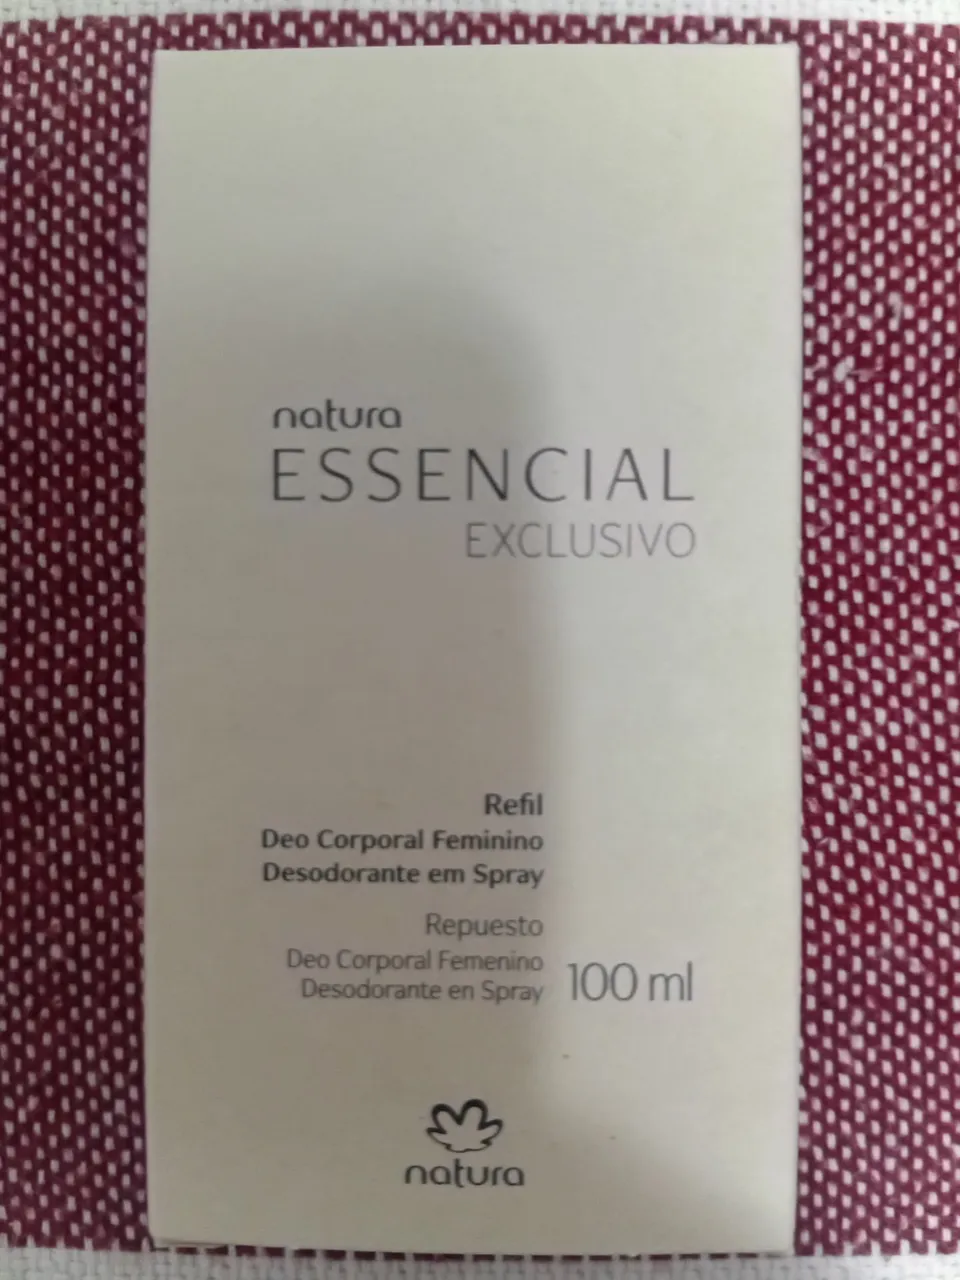 natura
ESSENCIAL
EXCLUSIVO
Refil
Deo Corporal Feminino
Desodorante em Spray
Repuesto
Deo Corporal Femenino
Desodorante en Spray
100 ml
natura